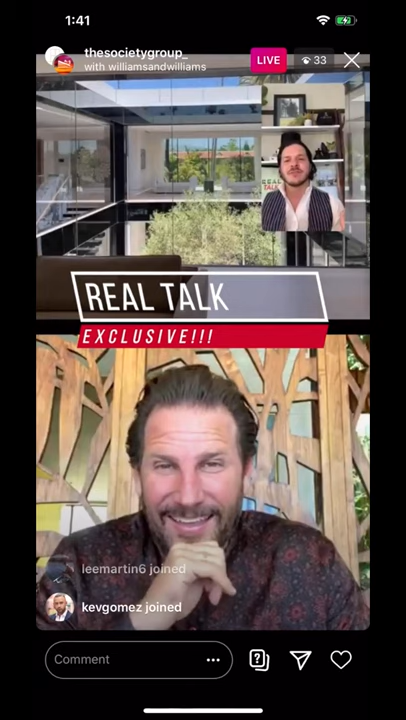 1:41
thesocietygroup_
with williamsandwilliams
LIVE
33
REAL TALK
EXCLUSIVE!!!
leemartin6 joined
kevgomez joined
Comment